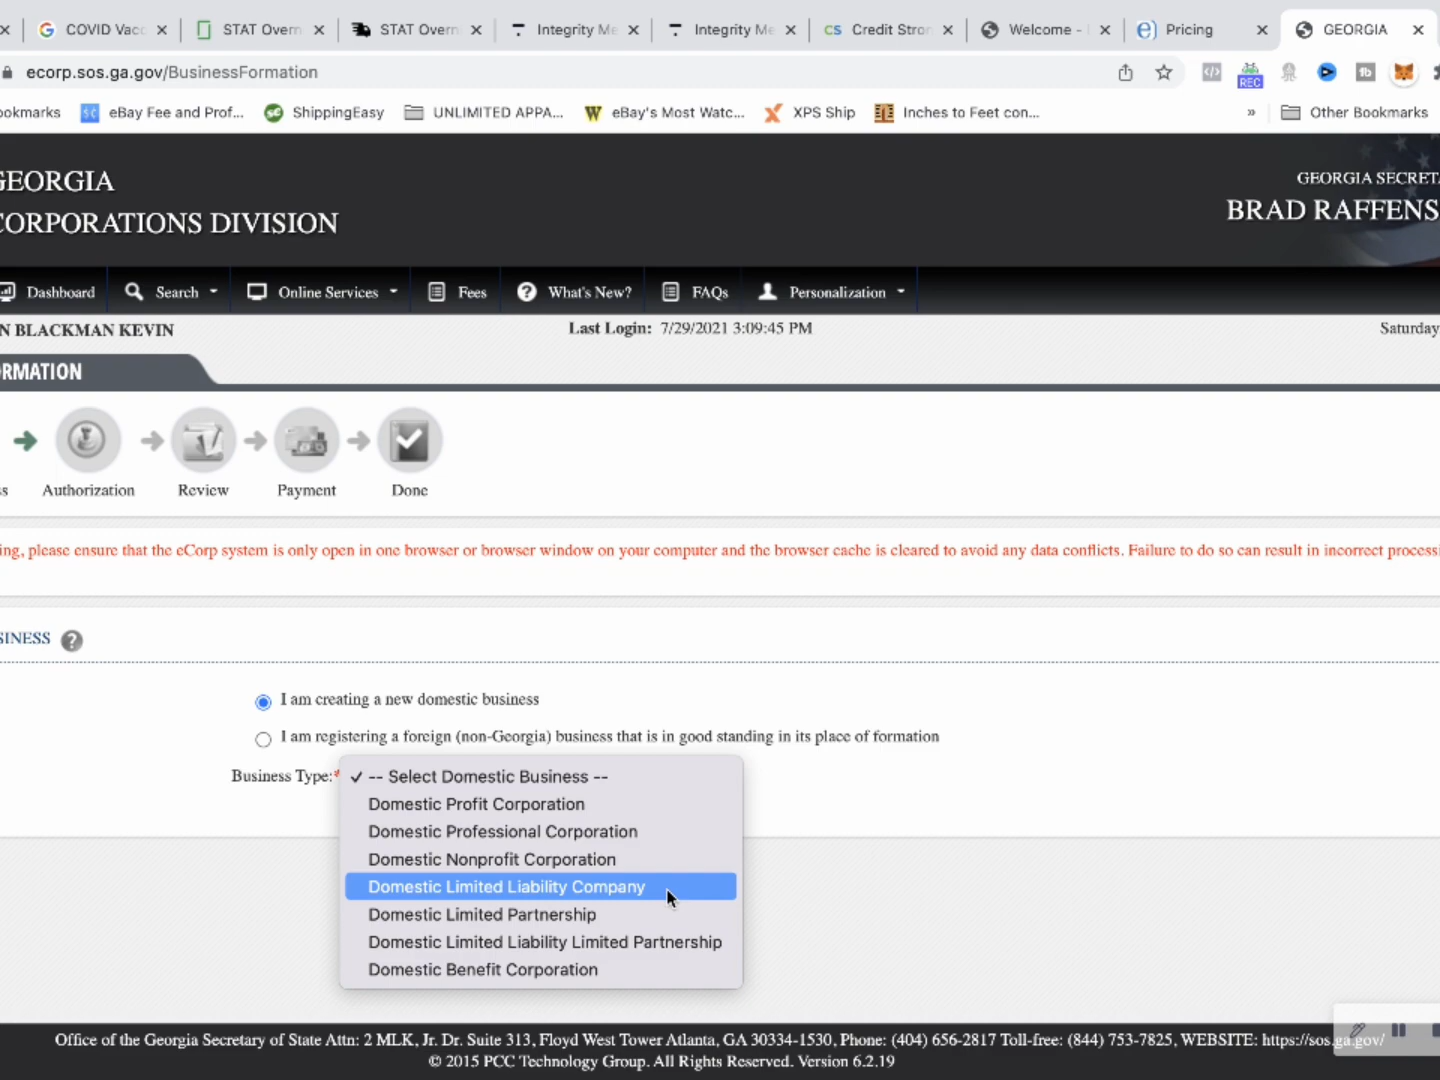 COVID Vacc
STAT Overn
STAT Overn
Integrity Me
Integrity Me
CS Credit Stron
Welcome -
Pricing
GEORGIA
ecorp.sos.ga.gov/BusinessFormation
REC
fb
ookmarks
eBay Fee and Prof...
ShippingEasy
UNLIMITED APPA...
eBay's Most Watc...
XPS Ship
Inches to Feet con...
»
Other Bookmarks
GEORGIA
CORPORATIONS DIVISION
GEORGIA SECRETA
BRAD RAFFENS
Dashboard
Search
Online Services
Fees
What's New?
FAQs
Personalization
N BLACKMAN KEVIN
Last Login: 7/29/2021 3:09:45 PM
Saturday
RMATION
s
Authorization
Review
Payment
Done
ing, please ensure that the eCorp system is only open in one browser or browser window on your computer and the browser cache is cleared to avoid any data conflicts. Failure to do so can result in incorrect processi
SINESS
I am creating a new domestic business
I am registering a foreign (non-Georgia) business that is in good standing in its place of formation
Business Type:*
✓ -- Select Domestic Business --
Domestic Profit Corporation
Domestic Professional Corporation
Domestic Nonprofit Corporation
Domestic Limited Liability Company
Domestic Limited Partnership
Domestic Limited Liability Limited Partnership
Domestic Benefit Corporation
Office of the Georgia Secretary of State Attn: 2 MLK, Jr. Dr. Suite 313, Floyd West Tower Atlanta, GA 30334-1530, Phone: (404) 656-2817 Toll-free: (844) 753-7825, WEBSITE: https://sos.ga.gov/
© 2015 PCC Technology Group. All Rights Reserved. Version 6.2.19